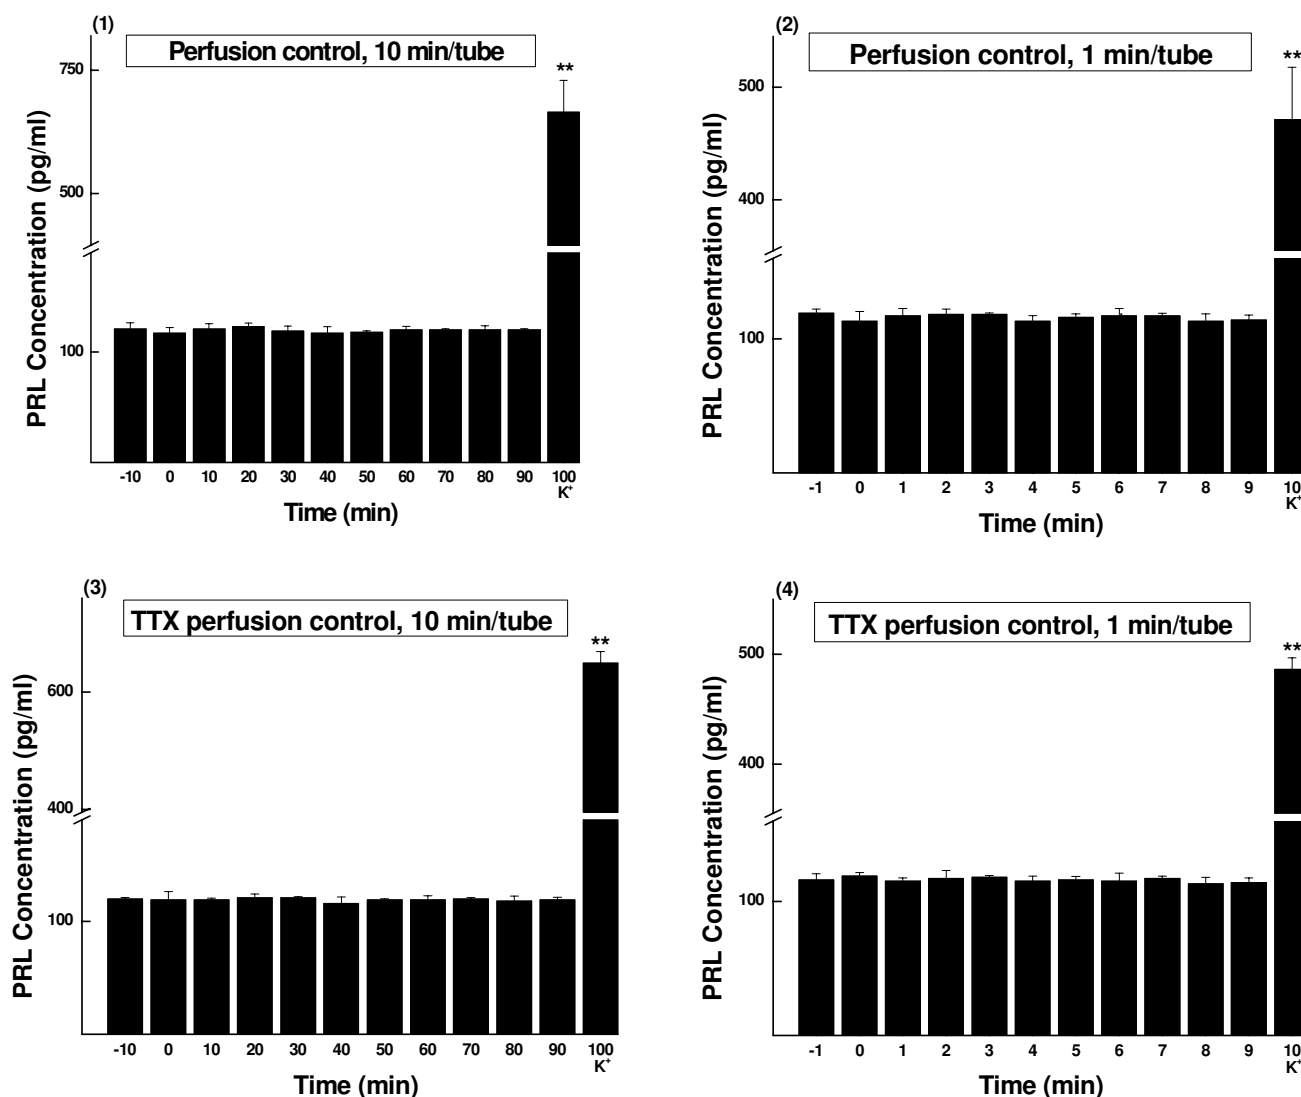 (1)
Perfusion control, 10 min/tube
**
750
500
100
PRL Concentration (pg/ml)
-10 0 10 20 30 40 50 60 70 80 90 100
K+
Time (min)
(2)
Perfusion control, 1 min/tube
**
500
400
100
PRL Concentration (pg/ml)
-1 0 1 2 3 4 5 6 7 8 9 10
K+
Time (min)
(3)
TTX perfusion control, 10 min/tube
**
600
400
100
PRL Concentration (pg/ml)
-10 0 10 20 30 40 50 60 70 80 90 100
K+
Time (min)
(4)
TTX perfusion control, 1 min/tube
**
500
400
100
PRL Concentration (pg/ml)
-1 0 1 2 3 4 5 6 7 8 9 10
K+
Time (min)